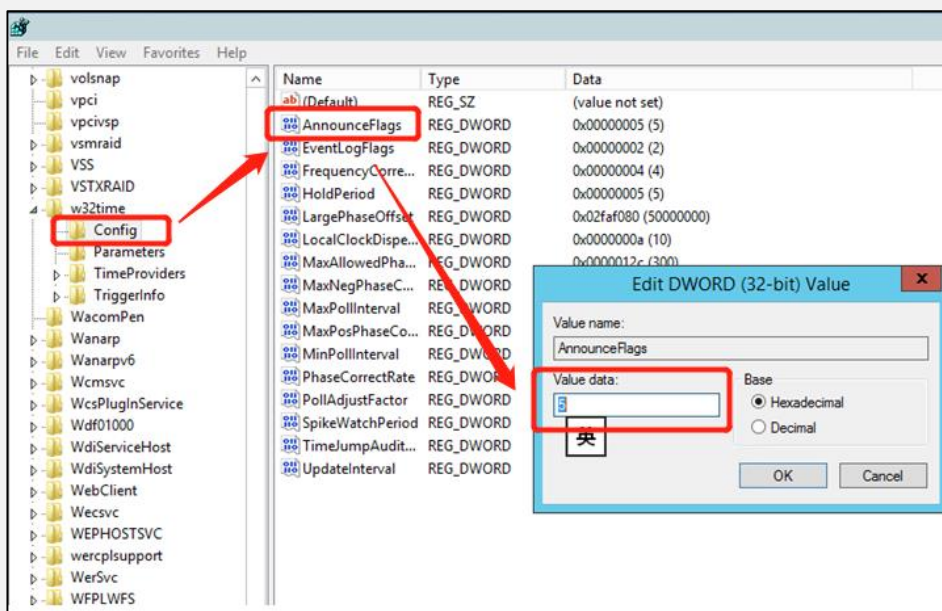 File Edit View Favorites Help
volsnap
vpci
vpcivsp
vsmraid
VSS
VSTXRAID
w32time
Config
Parameters
TimeProviders
TriggerInfo
WacomPen
Wanarp
Wanarpv6
Wcmsvc
WcsPlugInService
Wdf01000
WdiServiceHost
WdiSystemHost
WebClient
Wecsvc
WEPHOSTSVC
wercplsupport
WerSvc
WFPLWFS
Name Type Data
(Default) REG_SZ (value not set)
AnnounceFlags REG_DWORD 0x00000005 (5)
EventLogFlags REG_DWORD 0x00000002 (2)
FrequencyCorre... REG_DWORD 0x00000004 (4)
HoldPeriod REG_DWORD 0x00000005 (5)
LargePhaseOffset REG_DWORD 0x02faf080 (50000000)
LocalClockDispe... REG_DWORD 0x0000000a (10)
MaxAllowedPha... REG_DWORD 0x0000012c (300)
MaxNegPhaseC... REG_DWORD
MaxPollInterval REG_DWORD
MaxPosPhaseCo... REG_DWORD
MinPollInterval REG_DWORD
PhaseCorrectRate REG_DWORD
PollAdjustFactor REG_DWORD
SpikeWatchPeriod REG_DWORD
TimeJumpAudit... REG_DWORD
UpdateInterval REG_DWORD
Edit DWORD (32-bit) Value
x
Value name:
AnnounceFlags
Value data:
5
英
Base
Hexadecimal
Decimal
OK Cancel